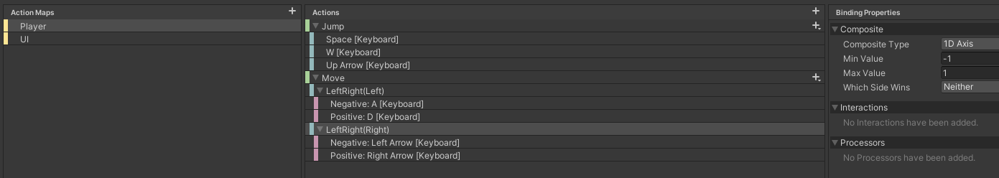 Action Maps
+
Player
UI
Actions
+
Jump
+
Space [Keyboard]
W [Keyboard]
Up Arrow [Keyboard]
Move
+
LeftRight(Left)
Negative: A [Keyboard]
Positive: D [Keyboard]
LeftRight(Right)
Negative: Left Arrow [Keyboard]
Positive: Right Arrow [Keyboard]
Binding Properties
Composite
Composite Type 1D Axis
Min Value -1
Max Value 1
Which Side Wins Neither
Interactions
No Interactions have been added.
Processors
No Processors have been added.